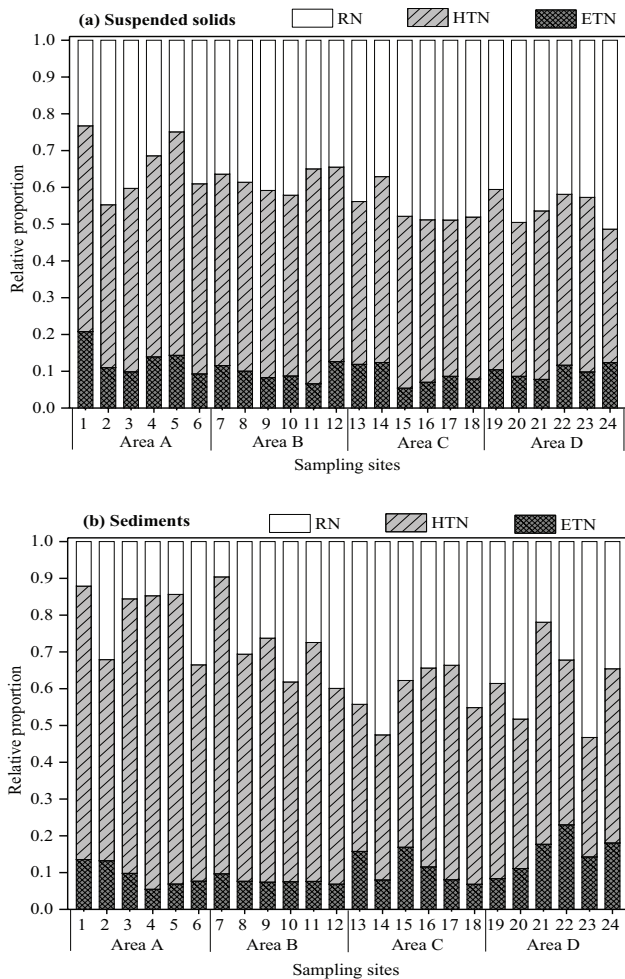 (a) Suspended solids RN HTN ETN
1.0
0.8
0.7
0.6
0.5
0.4
0.3
0.2
0.1
0.0
Relative proportion
1 2 3 4 5 6 7 8 9 10 11 12 13 14 15 16 17 18 19 20 21 22 23 24
Area A Area B Area C Area D
Sampling sites
(b) Sediments RN HTN ETN
1.0
0.9
0.8
0.7
0.6
0.5
0.4
0.3
0.2
0.1
0.0
Relative proportion
1 2 3 4 5 6 7 8 9 10 11 12 13 14 15 16 17 18 19 20 21 22 23 24
Area A Area B Area C Area D
Sampling sites